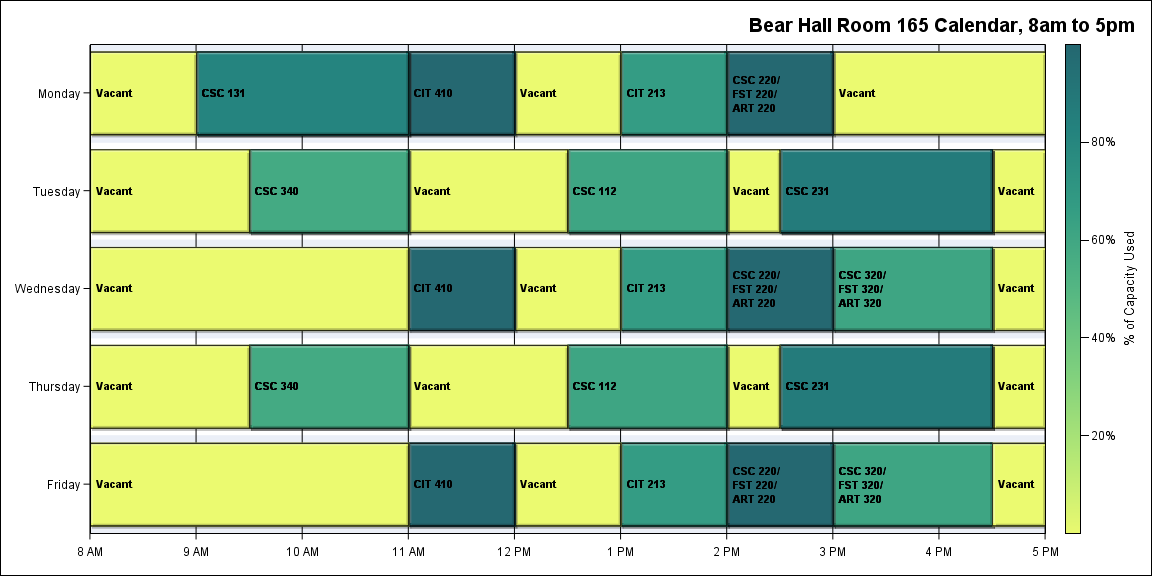 Bear Hall Room 165 Calendar, 8am to 5pm
Monday
Vacant
CSC 131
CIT 410
Vacant
CIT 213
CSC 220/
FST 220/
ART 220
Vacant
Tuesday
Vacant
CSC 340
Vacant
CSC 112
Vacant
CSC 231
Vacant
Wednesday
Vacant
CIT 410
Vacant
CIT 213
CSC 220/
FST 220/
ART 220
CSC 320/
FST 320/
ART 320
Vacant
Thursday
Vacant
CSC 340
Vacant
CSC 112
Vacant
CSC 231
Vacant
Friday
Vacant
CIT 410
Vacant
CIT 213
CSC 220/
FST 220/
ART 220
CSC 320/
FST 320/
ART 320
Vacant
8 AM
9 AM
10 AM
11 AM
12 PM
1 PM
2 PM
3 PM
4 PM
5 PM
80%
60%
40%
20%
% of Capacity Used